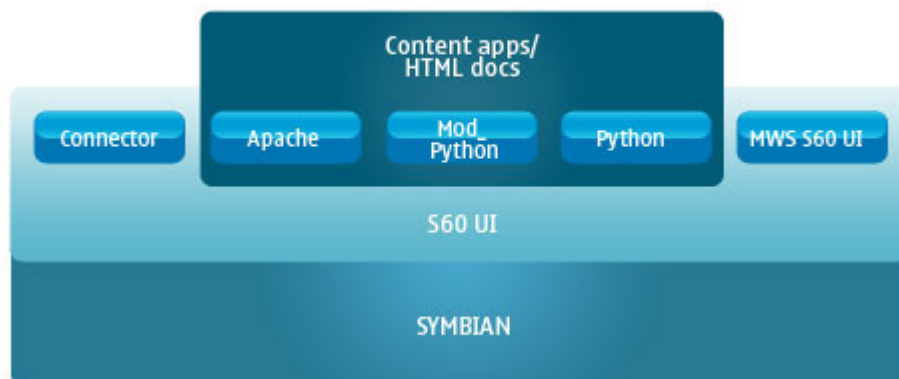 Content apps/
HTML docs
Connector
Apache
Mod_
Python
Python
MWS S60 UI
S60 UI
SYMBIAN